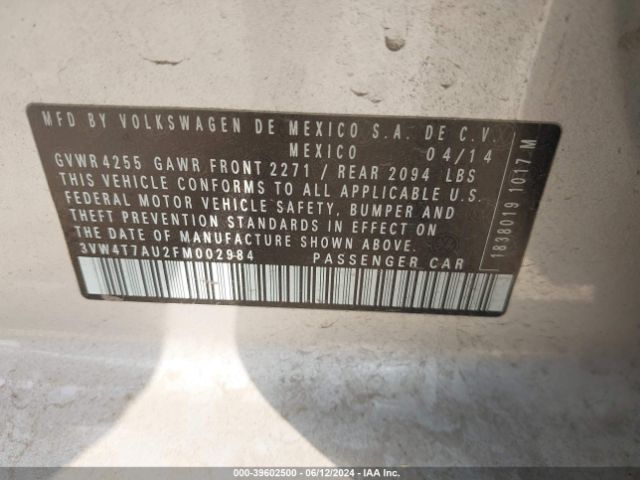 MFD BY VOLKSWAGEN DE MEXICO S.A. DE C.V.
MEXICO 04/14
GVWR 4255 GAWR FRONT 2271 / REAR 2094 LBS
THIS VEHICLE CONFORMS TO ALL APPLICABLE U.S.
FEDERAL MOTOR VEHICLE SAFETY, BUMPER AND
THEFT PREVENTION STANDARDS IN EFFECT ON
THE DATE OF MANUFACTURE SHOWN ABOVE.
3VW4T7AU2FM002984 PASSENGER CAR
1838019 1017 M
000-39602500 - 06/12/2024 - IAA Inc.